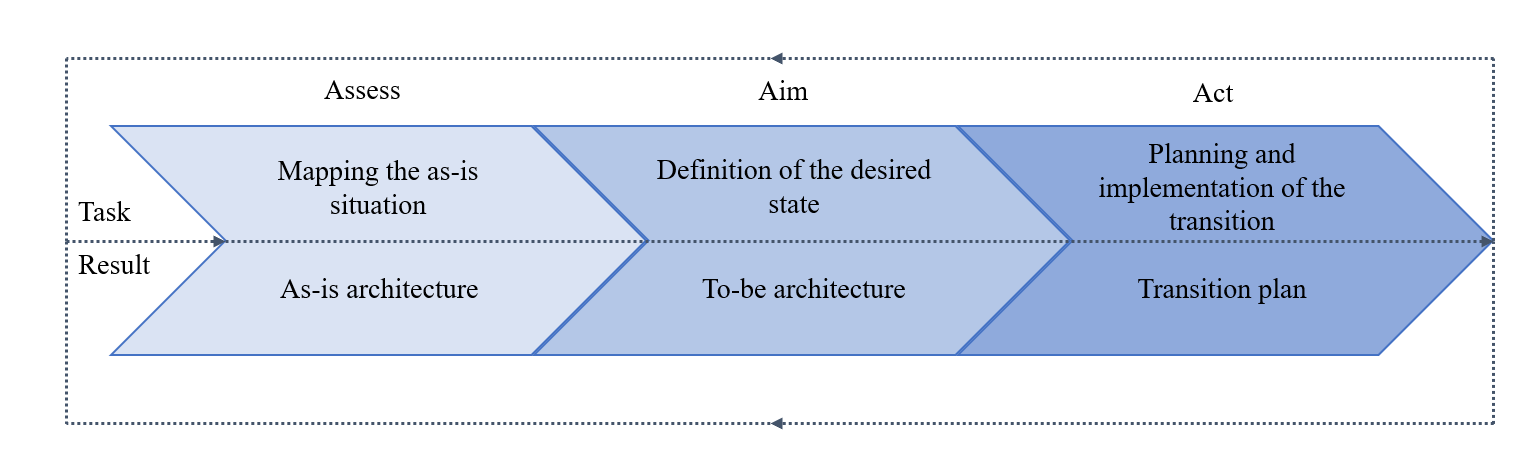 Assess
Aim
Act
Task
Result
Mapping the as-is
situation
As-is architecture
Definition of the desired
state
To-be architecture
Planning and
implementation of the
transition
Transition plan